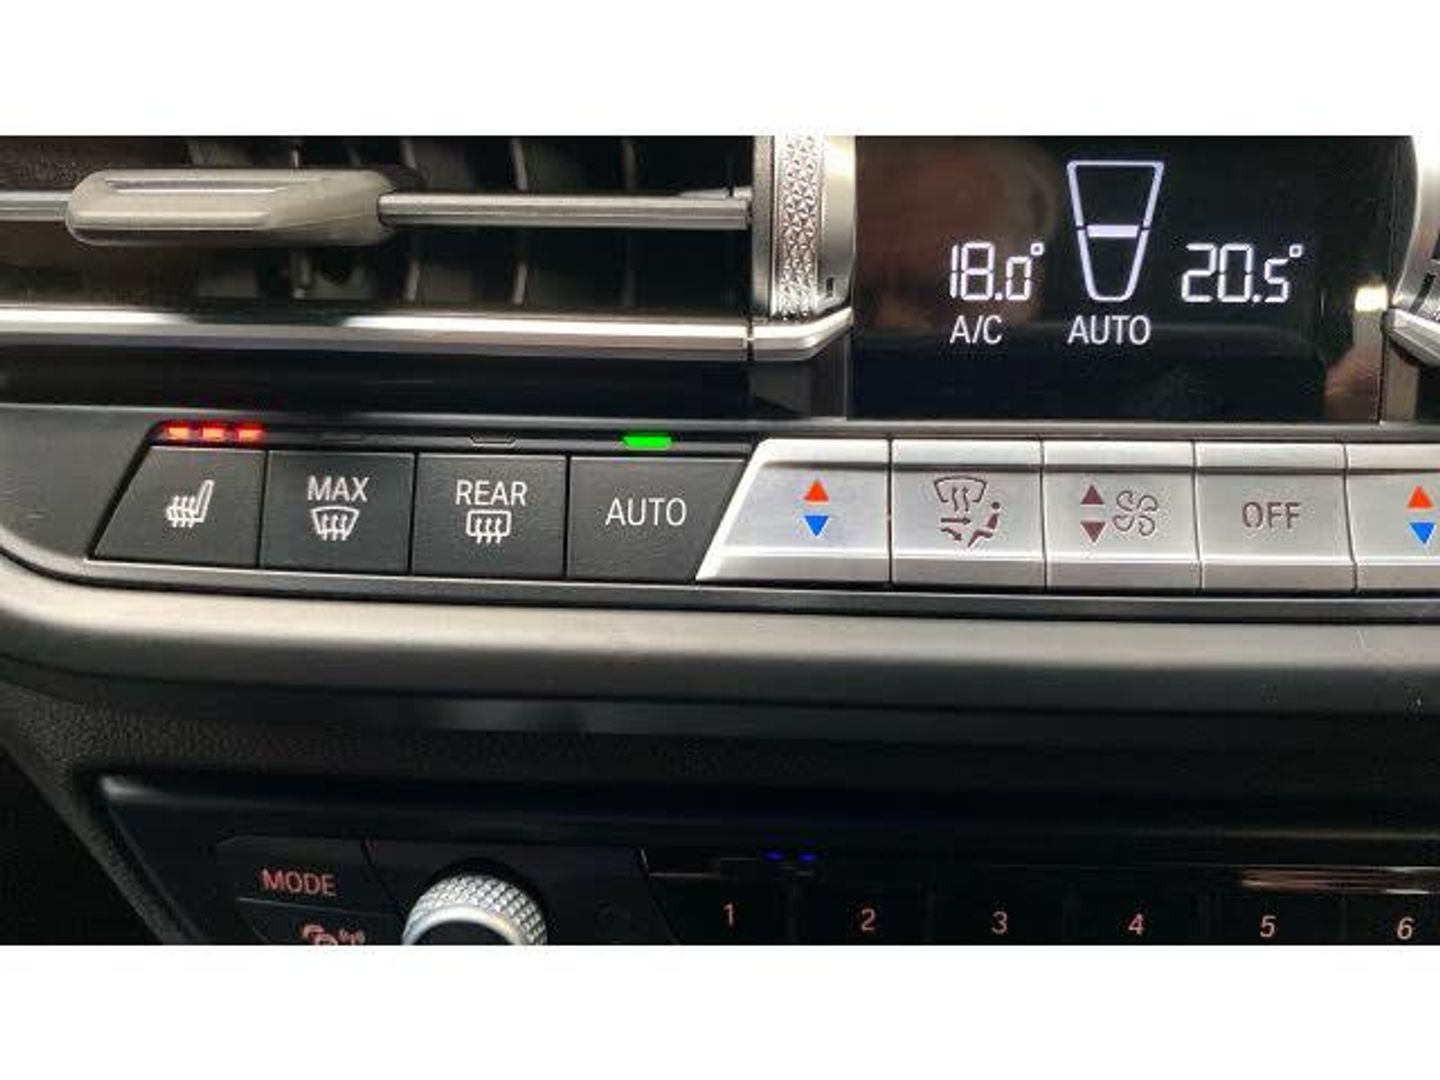 18.0° 20.5°
A/C AUTO
MAX
REAR
AUTO
OFF
MODE
1 2 3 4 5 6